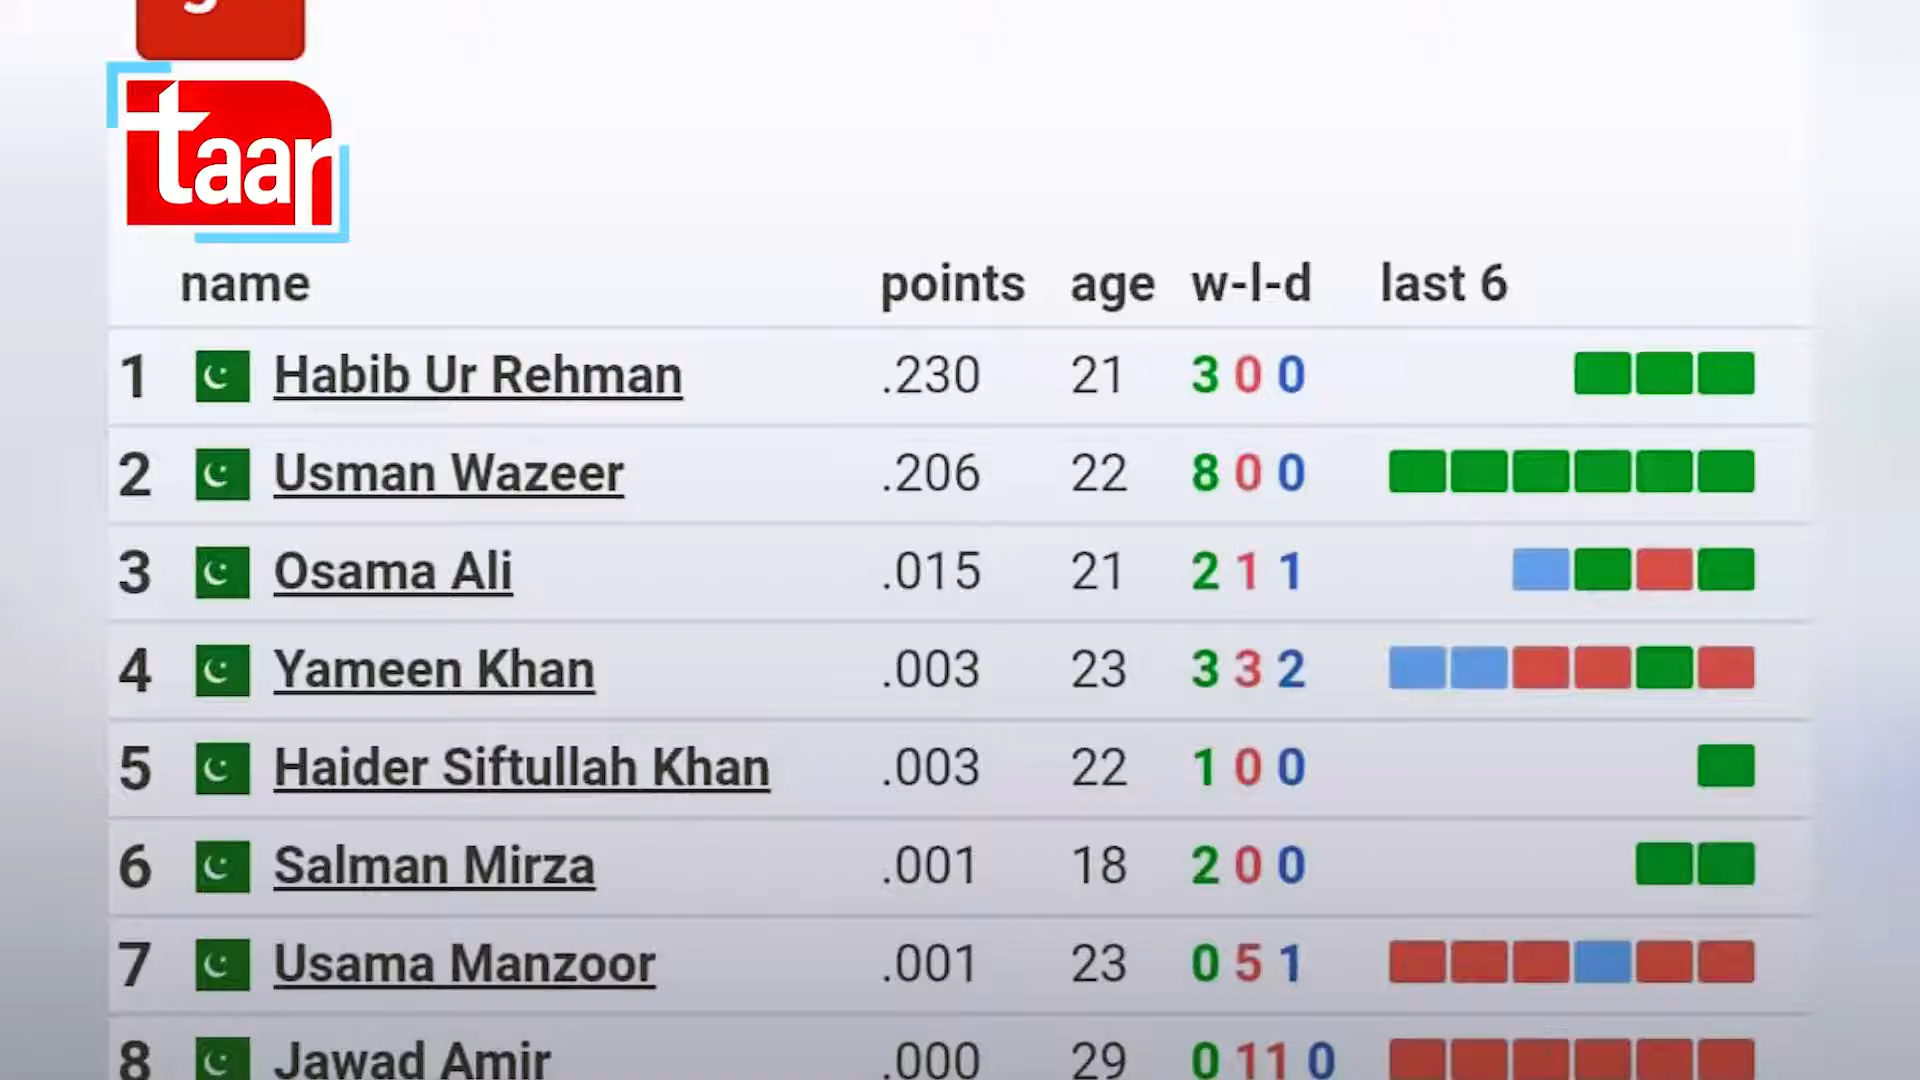 taar
name points age w-l-d last 6
1 Habib Ur Rehman .230 21 3 0 0
2 Usman Wazeer .206 22 8 0 0
3 Osama Ali .015 21 2 1 1
4 Yameen Khan .003 23 3 3 2
5 Haider Siftullah Khan .003 22 1 0 0
6 Salman Mirza .001 18 2 0 0
7 Usama Manzoor .001 23 0 5 1
8 Jawad Amir .000 29 0 11 0